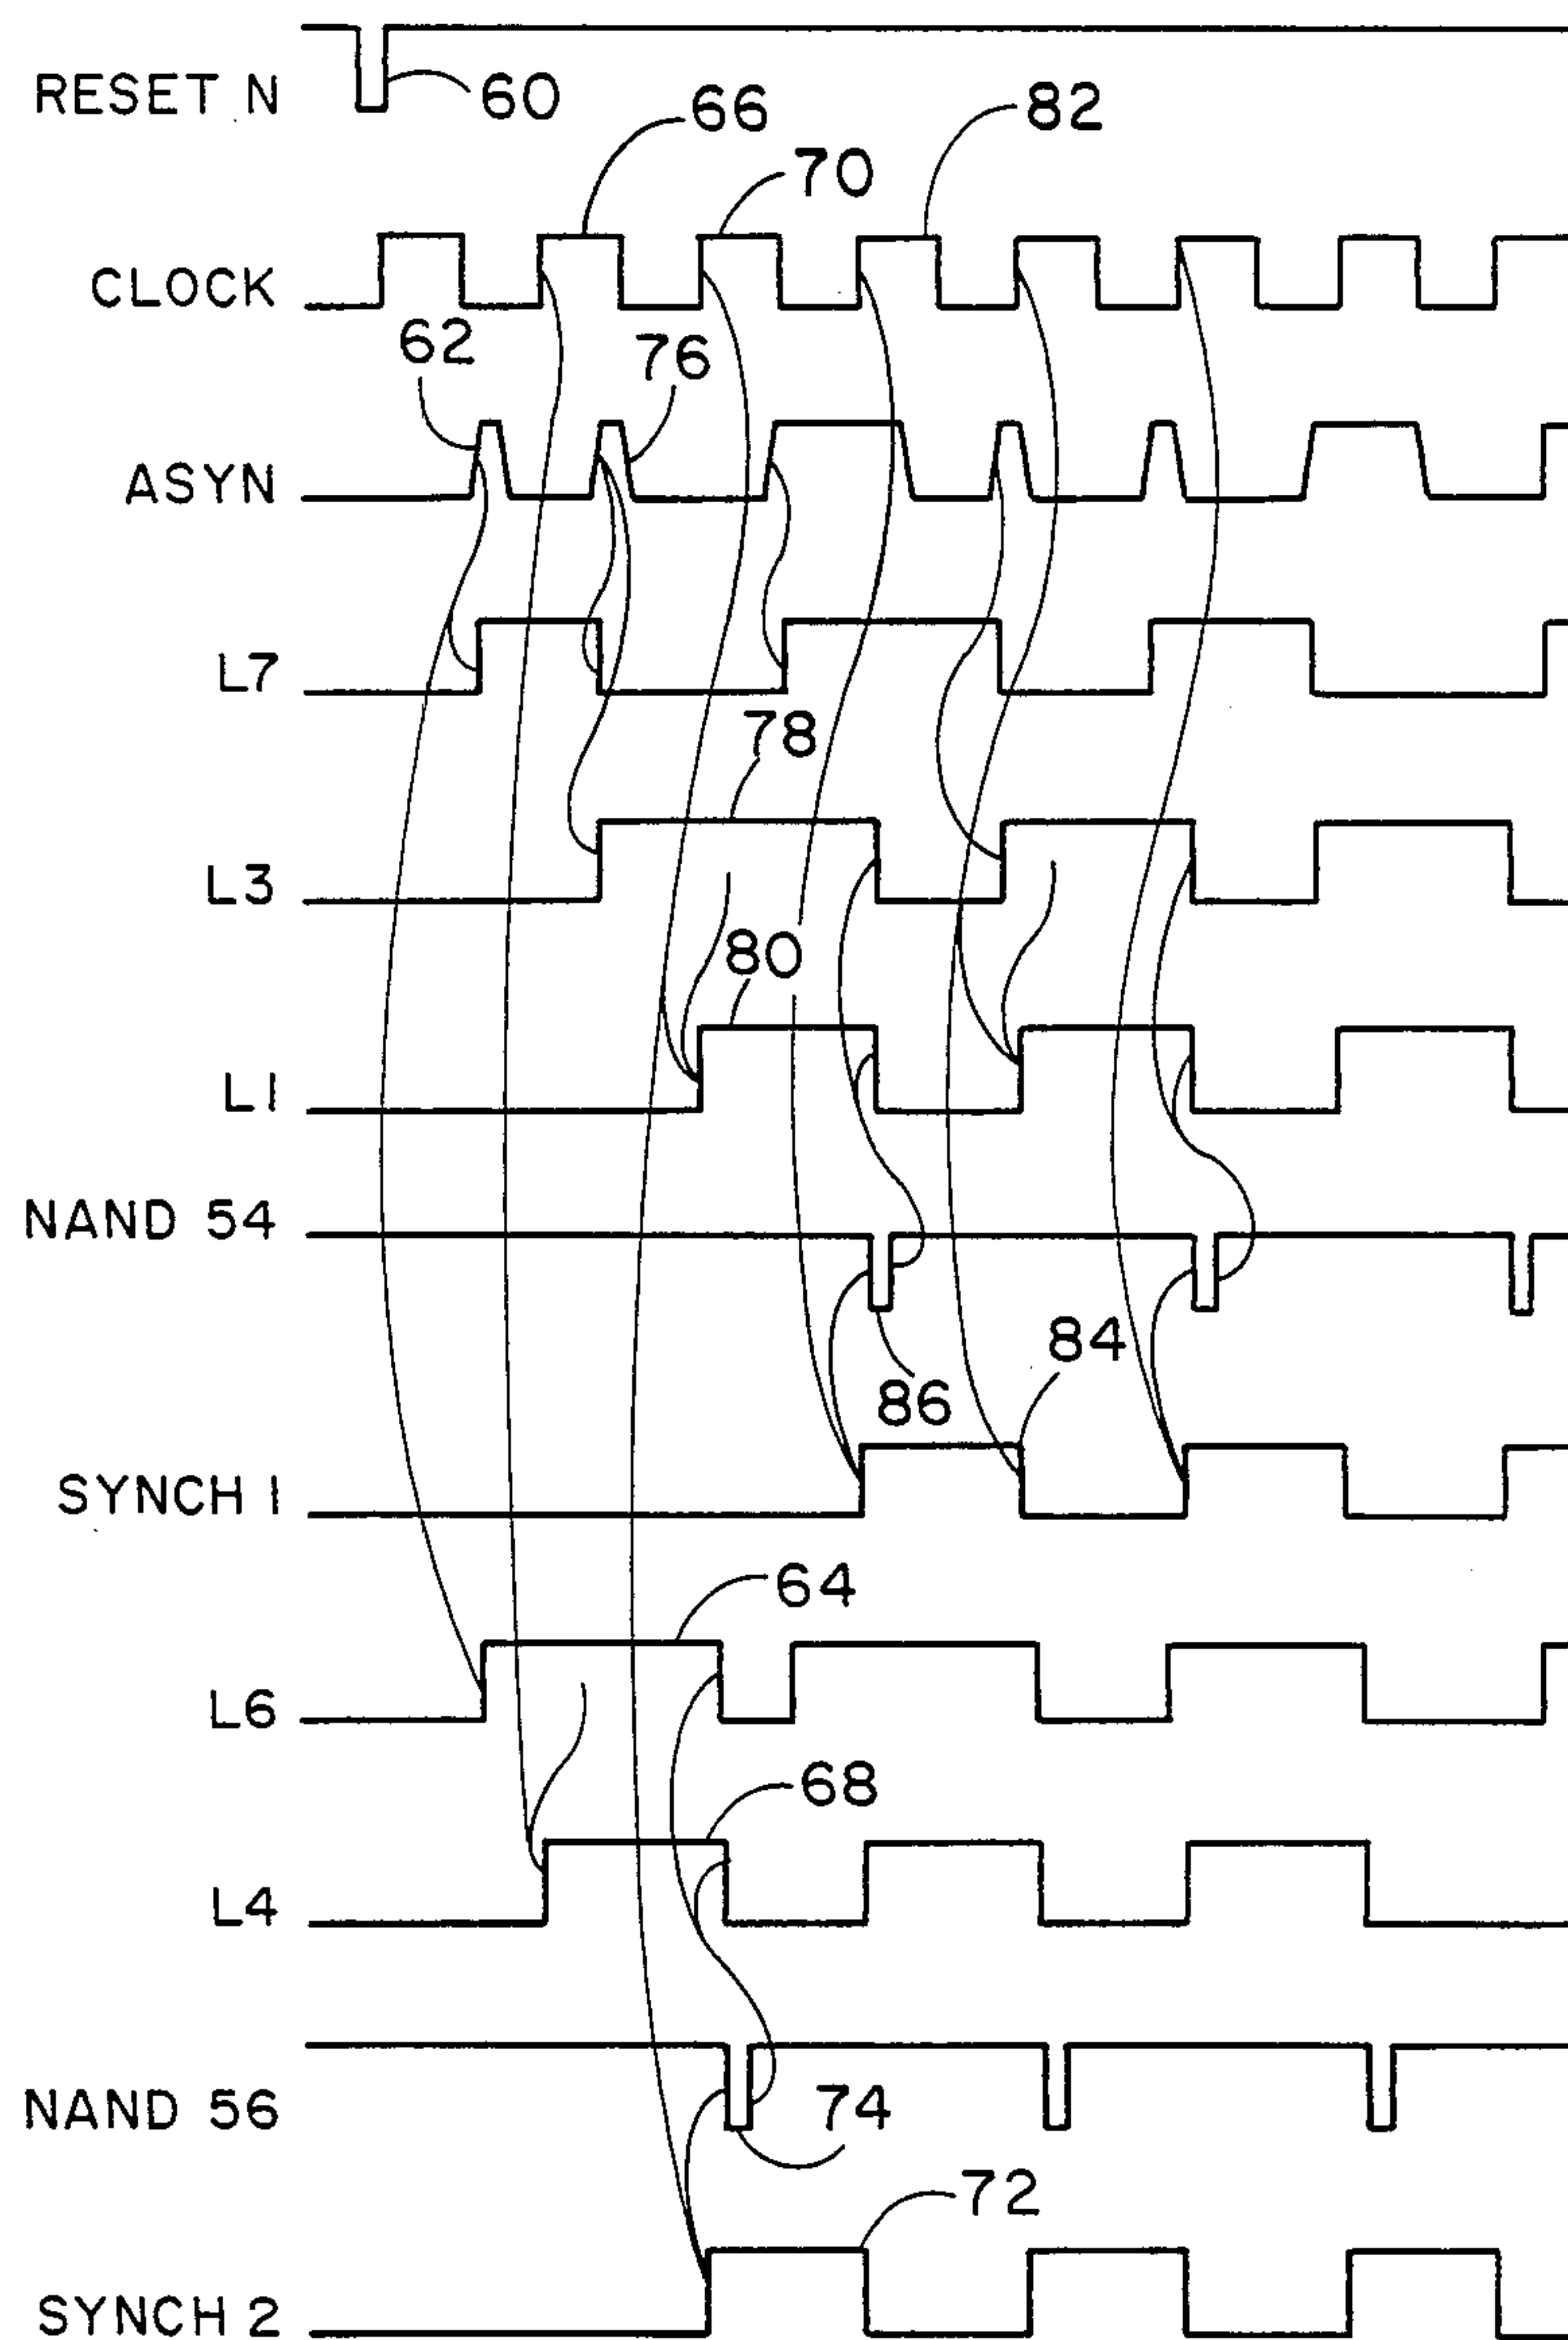 RESET N
60
66
82
70
CLOCK
62
76
ASYN
L7
78
L3
80
L1
NAND 54
84
86
SYNCH 1
64
L6
68
L4
NAND 56
74
72
SYNCH 2